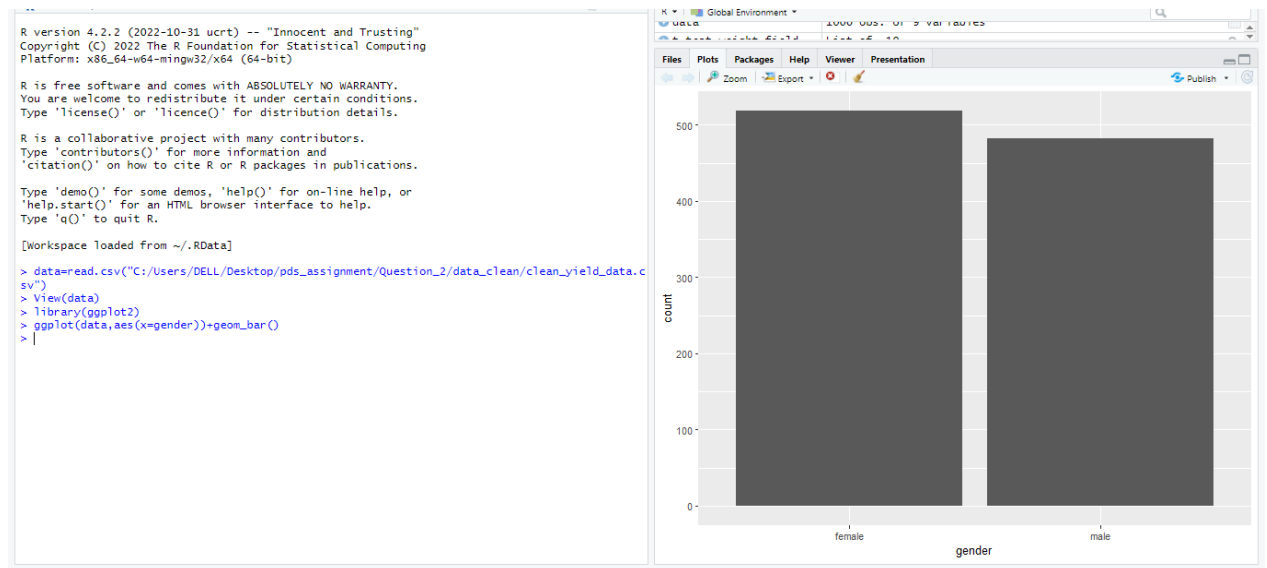 R version 4.2.2 (2022-10-31 ucrt) -- "Innocent and Trusting"
Copyright (C) 2022 The R Foundation for Statistical Computing
Platform: x86_64-w64-mingw32/x64 (64-bit)
R is free software and comes with ABSOLUTELY NO WARRANTY.
You are welcome to redistribute it under certain conditions.
Type 'license()' or 'licence()' for distribution details.
R is a collaborative project with many contributors.
Type 'contributors()' for more information and
'citation()' on how to cite R or R packages in publications.
Type 'demo()' for some demos, 'help()' for on-line help, or
'help.start()' for an HTML browser interface to help.
Type 'q()' to quit R.
[Workspace loaded from ~/.RData]
> data=read.csv("C:/Users/DELL/Desktop/pds_assignment/Question_2/data_clean/clean_yield_data.c
sv")
> View(data)
> library(ggplot2)
> ggplot(data,aes(x=gender))+geom_bar()
>
R Global Environment
data 1000 obs. of 9 variables
Files Plots Packages Help Viewer Presentation
Zoom Export Publish
500
400
300
200
100
0
count
female male
gender